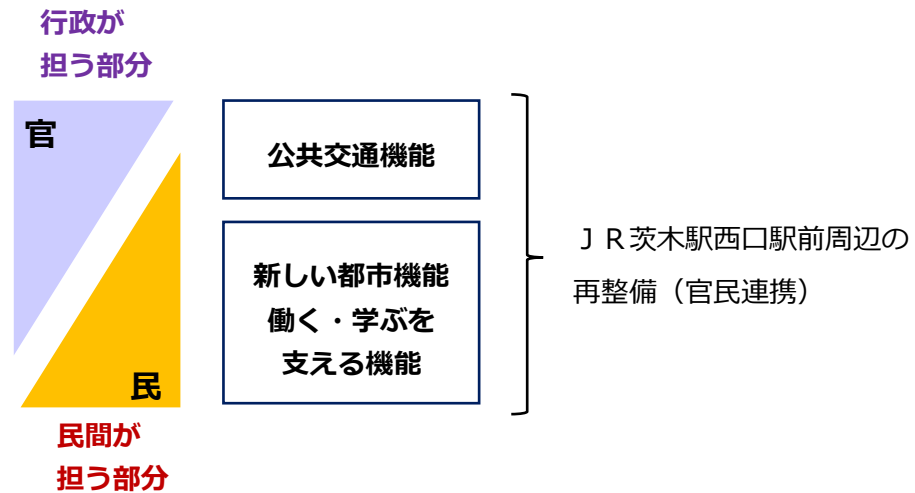 行政が
担う部分
官
公共交通機能
新しい都市機能
働く・学ぶを
支える機能
ＪＲ茨木駅西口駅前周辺の
再整備（官民連携）
民
民間が
担う部分